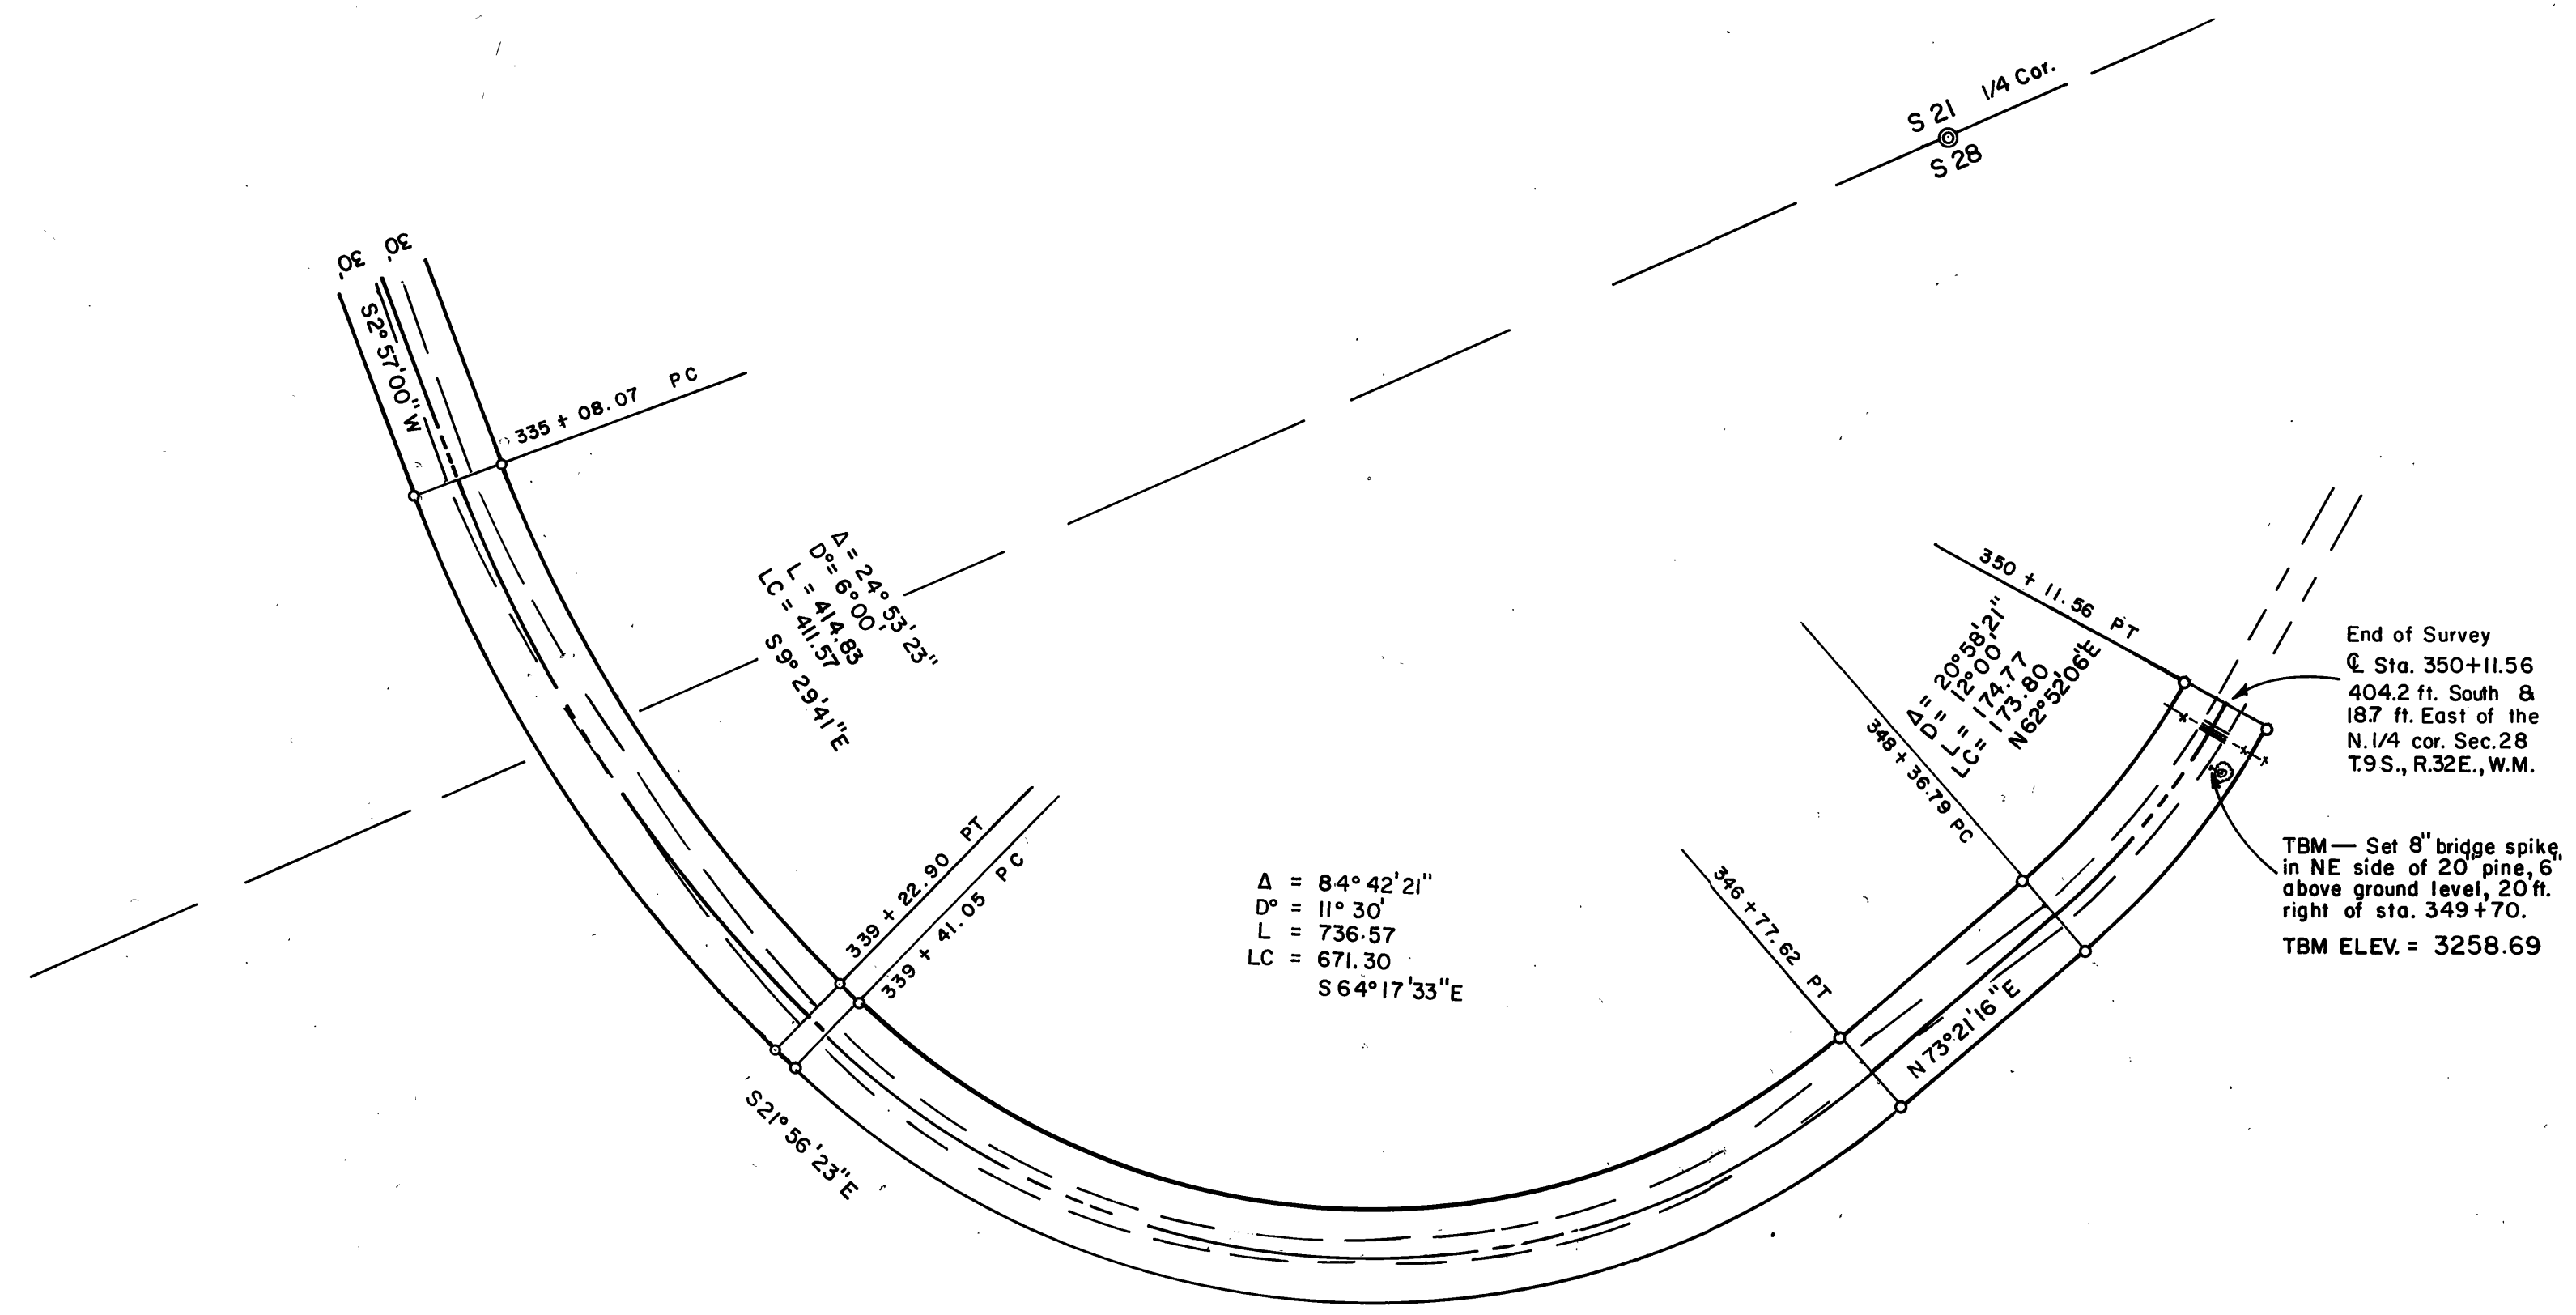 S 21 1/4 Cor.
S 28
30'
30'
S2°57'00"W
335 + 08.07 PC
Δ = 24°53'23"
D° = 6°00'
L = 414.83
LC = 411.57
S9°29'41"E
339 + 22.90 PT
339 + 41.05 PC
S21°56'23"E
Δ = 84°42'21"
D° = 11°30'
L = 736.57
LC = 671.30
S64°17'33"E
346 + 77.62 PT
N73°21'16"E
348 + 36.79 PC
Δ = 20°58'21"
D° = 12°00'
L = 174.77
LC = 173.80
N62°52'06"E
350 + 11.56 PT
End of Survey
℄ Sta. 350+11.56
404.2 ft. South &
18.7 ft. East of the
N.1/4 cor. Sec.28
T.9S., R.32E., W.M.
TBM — Set 8" bridge spike
in NE side of 20" pine, 6"
above ground level, 20 ft.
right of sta. 349+70.
TBM ELEV. = 3258.69